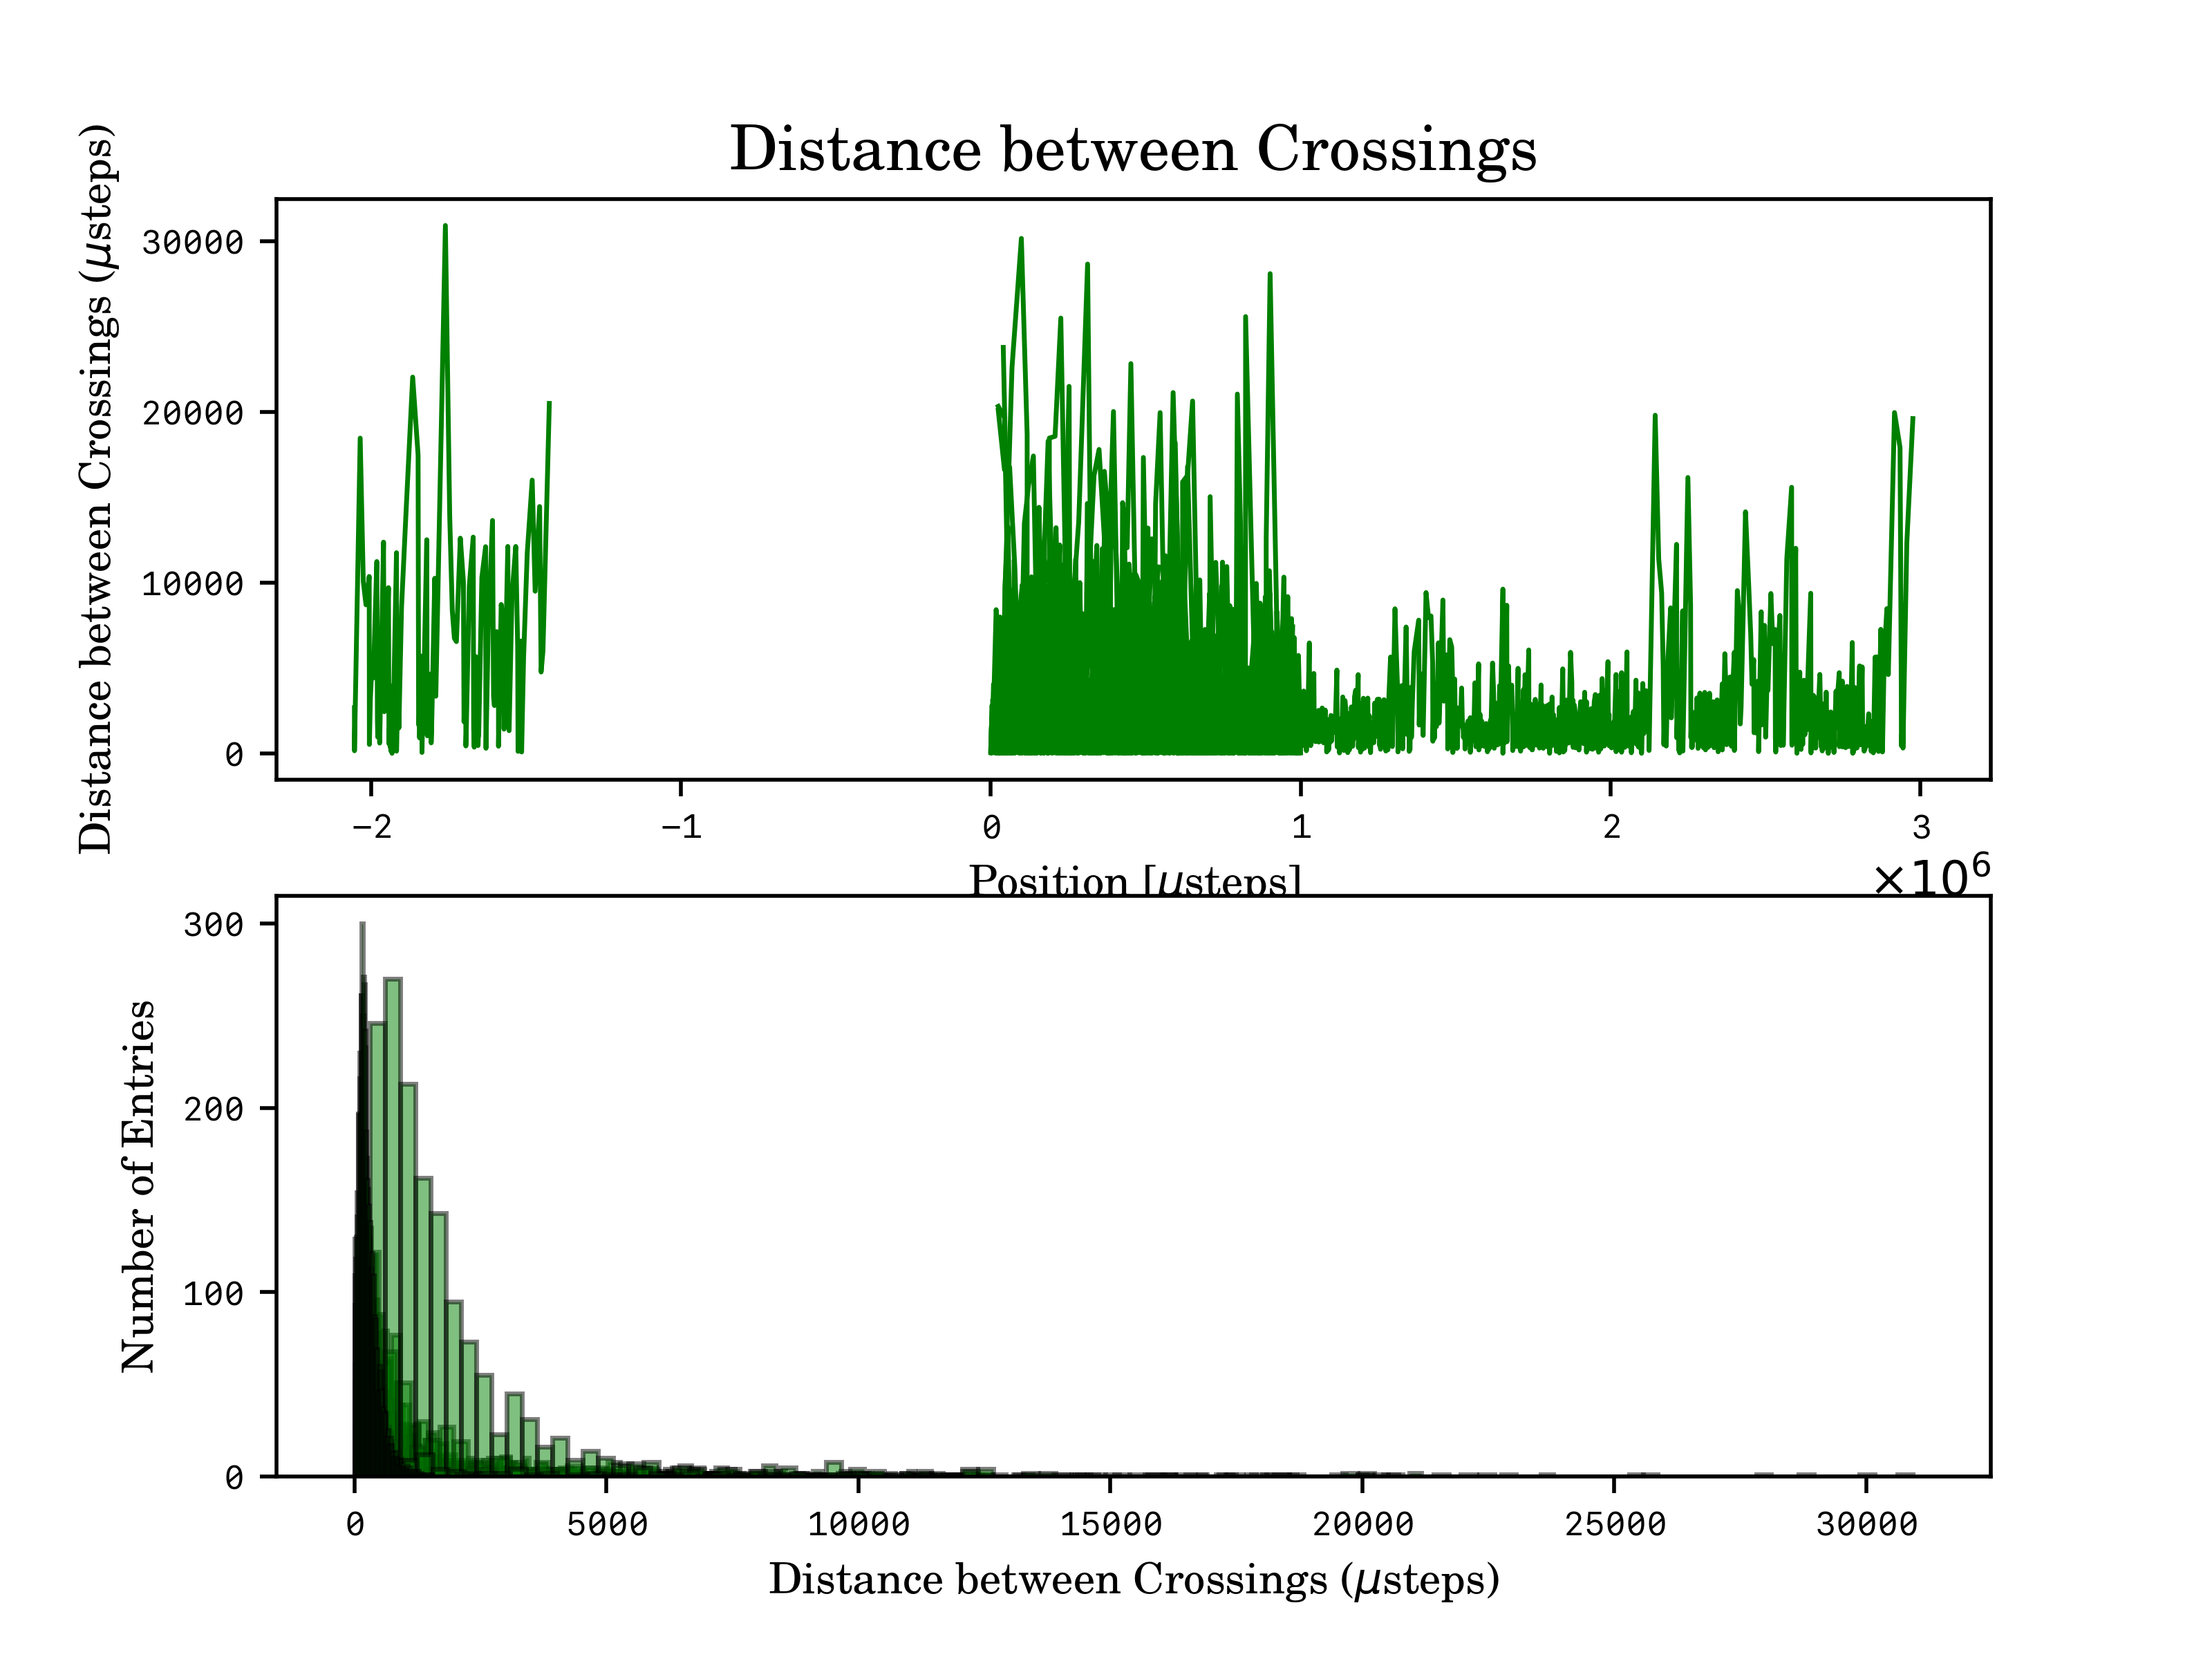 Distance between Crossings
Distance between Crossings (μsteps)
30000
20000
10000
0
−2 −1 0 1 2 3
Position [μsteps]
×10⁶
Number of Entries
300
200
100
0
0 5000 10000 15000 20000 25000 30000
Distance between Crossings (μsteps)